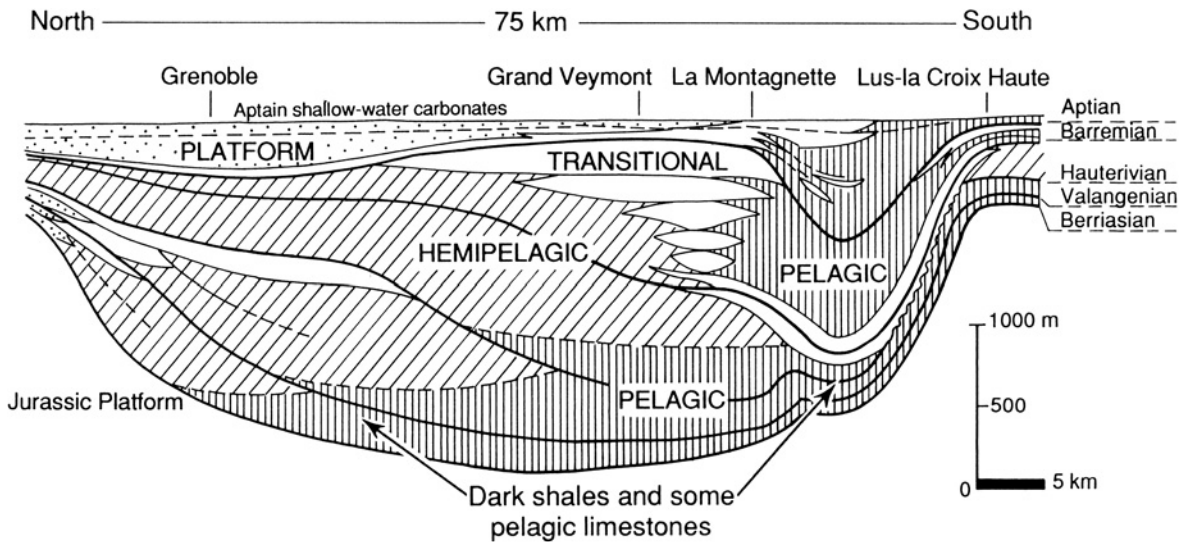 North 75 km South
Grenoble Grand Veymont La Montagnette Lus-la Croix Haute
Aptain shallow-water carbonates
Aptian
Barremian
PLATFORM
TRANSITIONAL
Hauterivian
Valangenian
Berriasian
HEMIPELAGIC
PELAGIC
1000 m
Jurassic Platform
PELAGIC
500
0
5 km
Dark shales and some
pelagic limestones